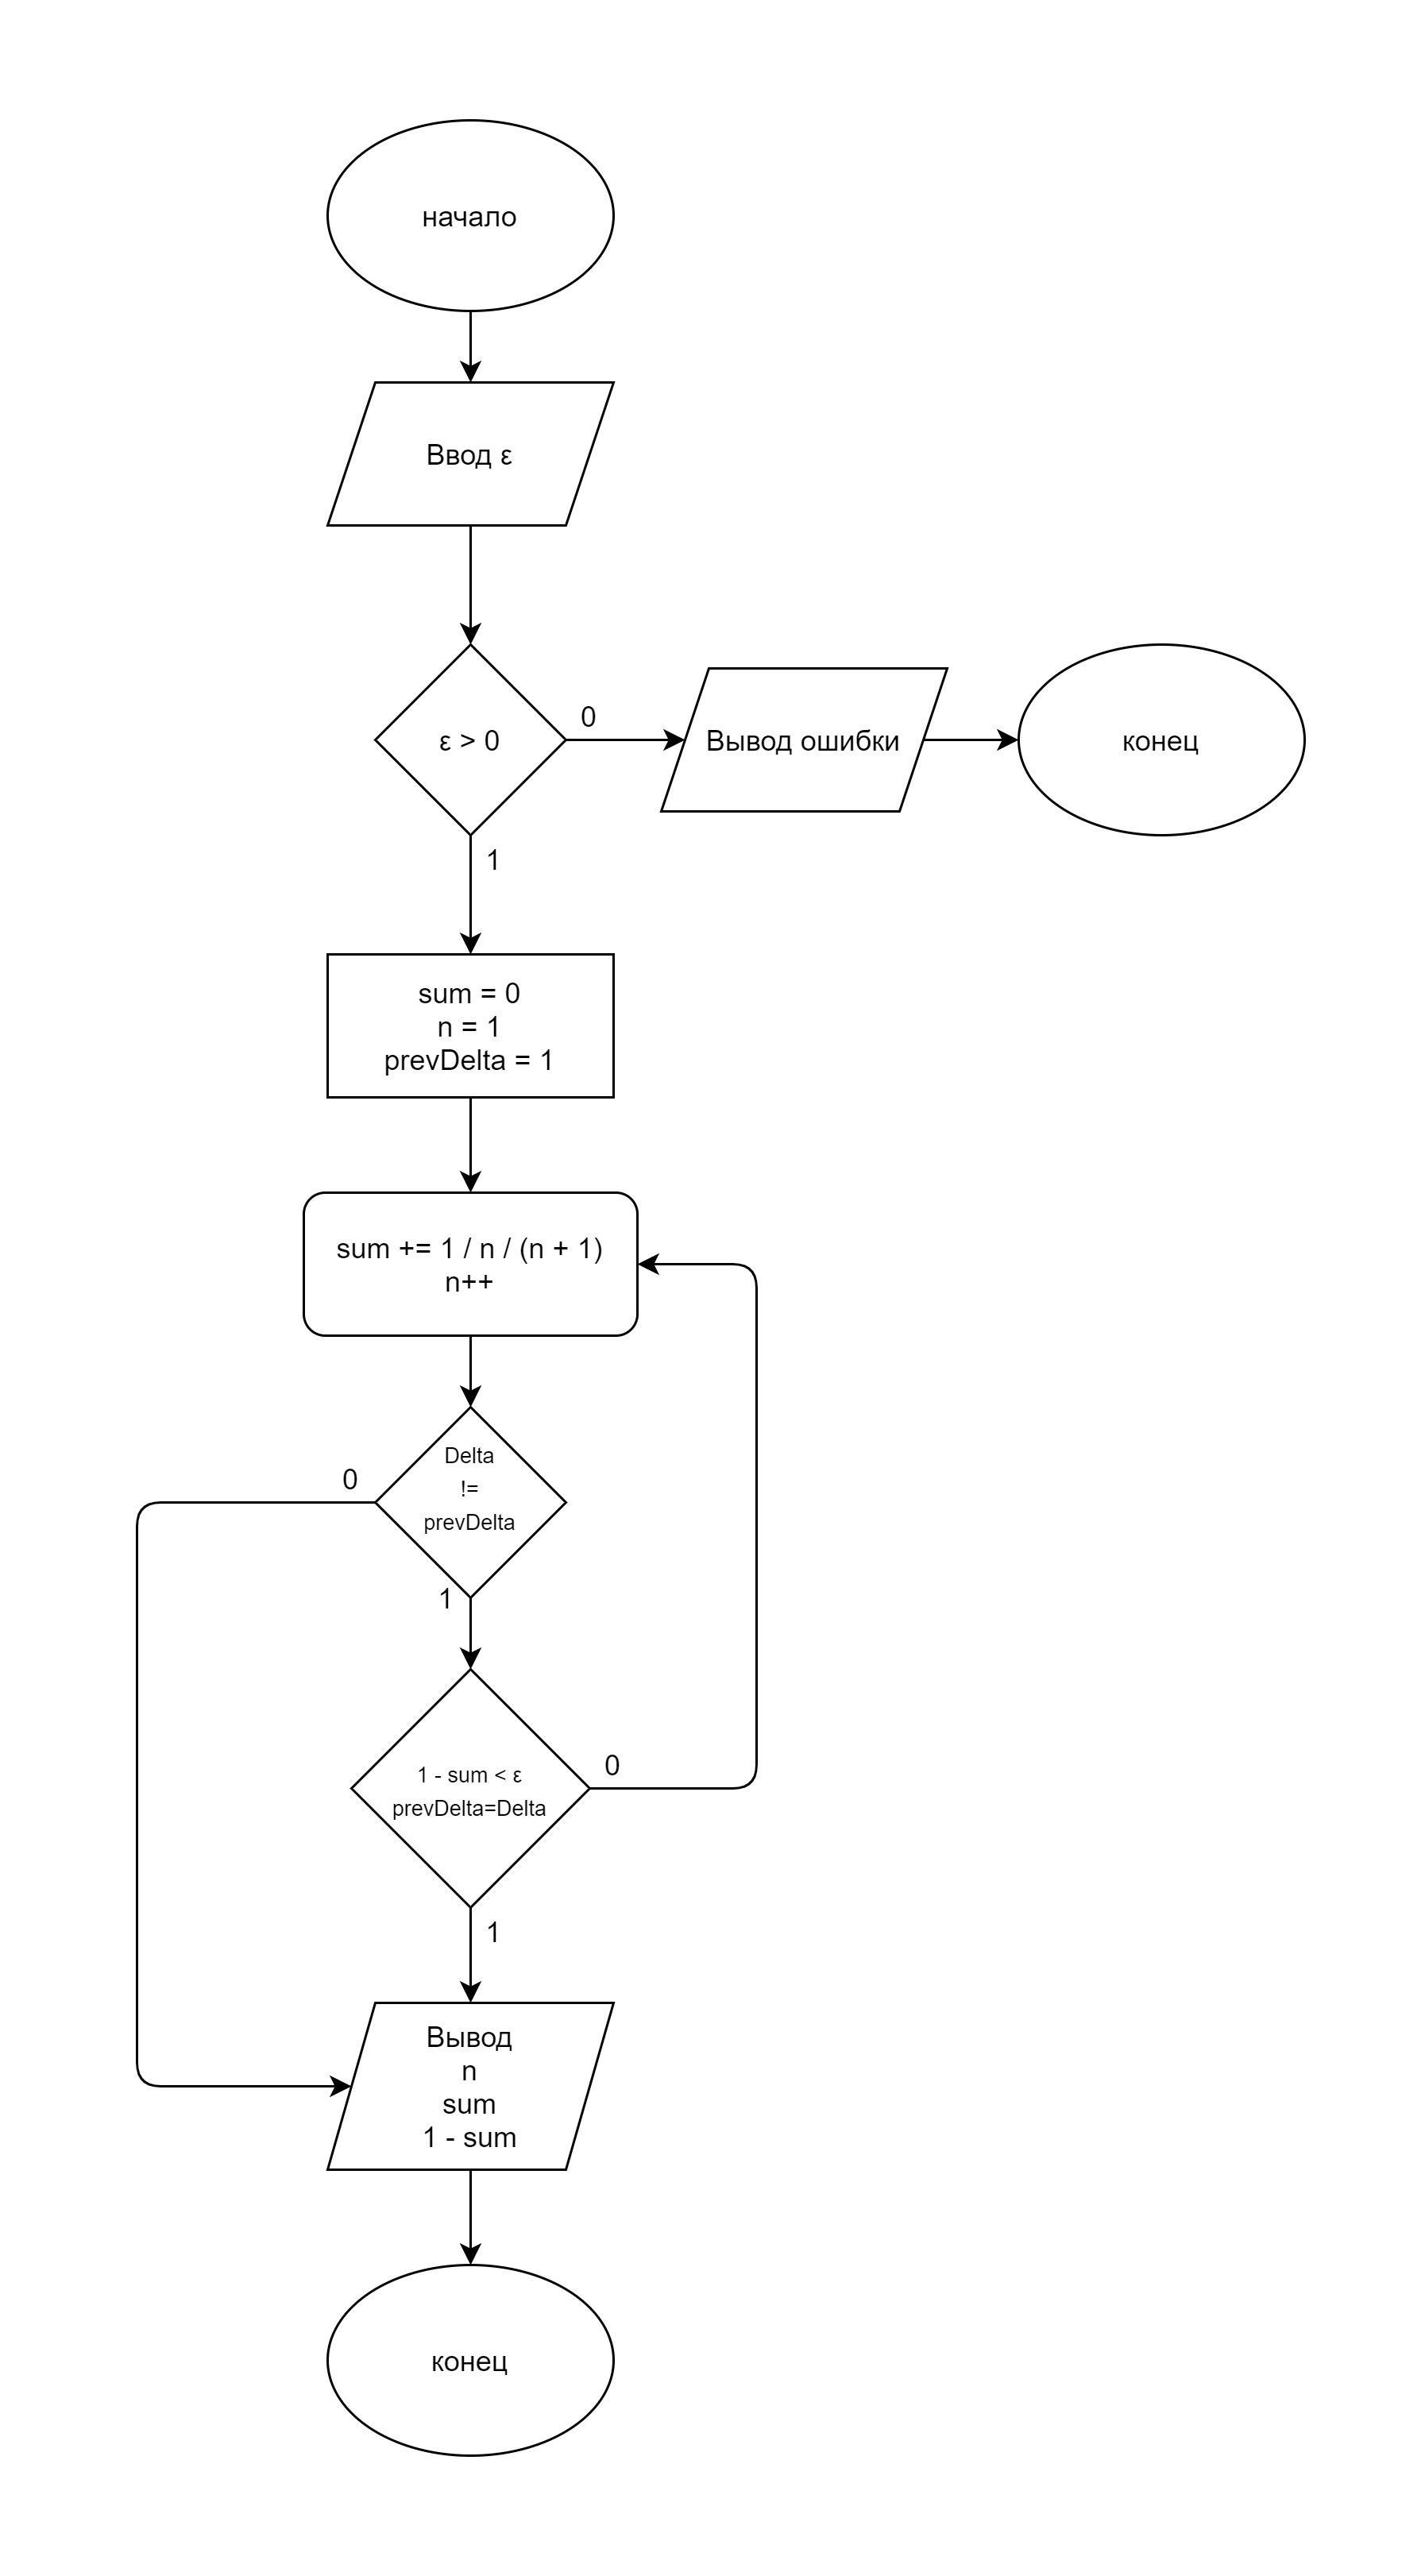 начало
Ввод ε
ε > 0
0
Вывод ошибки
конец
1
sum = 0
n = 1
prevDelta = 1
sum += 1 / n / (n + 1)
n++
Delta
!=
prevDelta
0
1
1 - sum < ε
prevDelta=Delta
0
1
Вывод
n
sum
1 - sum
конец